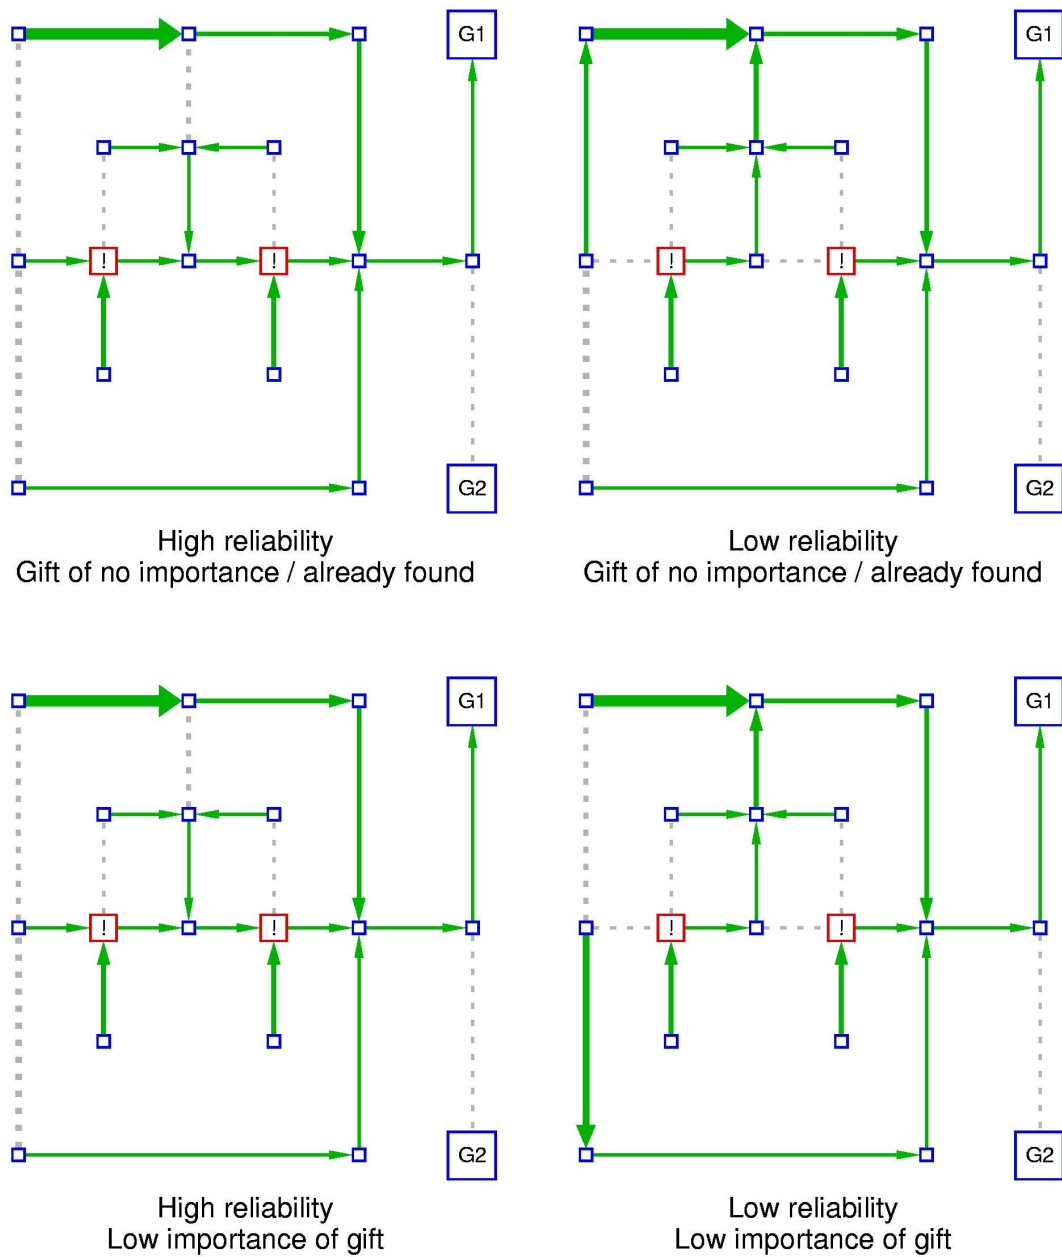 G1
G1
!
!
!
!
G2
G2
High reliability
Gift of no importance / already found
Low reliability
Gift of no importance / already found
G1
G1
!
!
!
!
G2
G2
High reliability
Low importance of gift
Low reliability
Low importance of gift